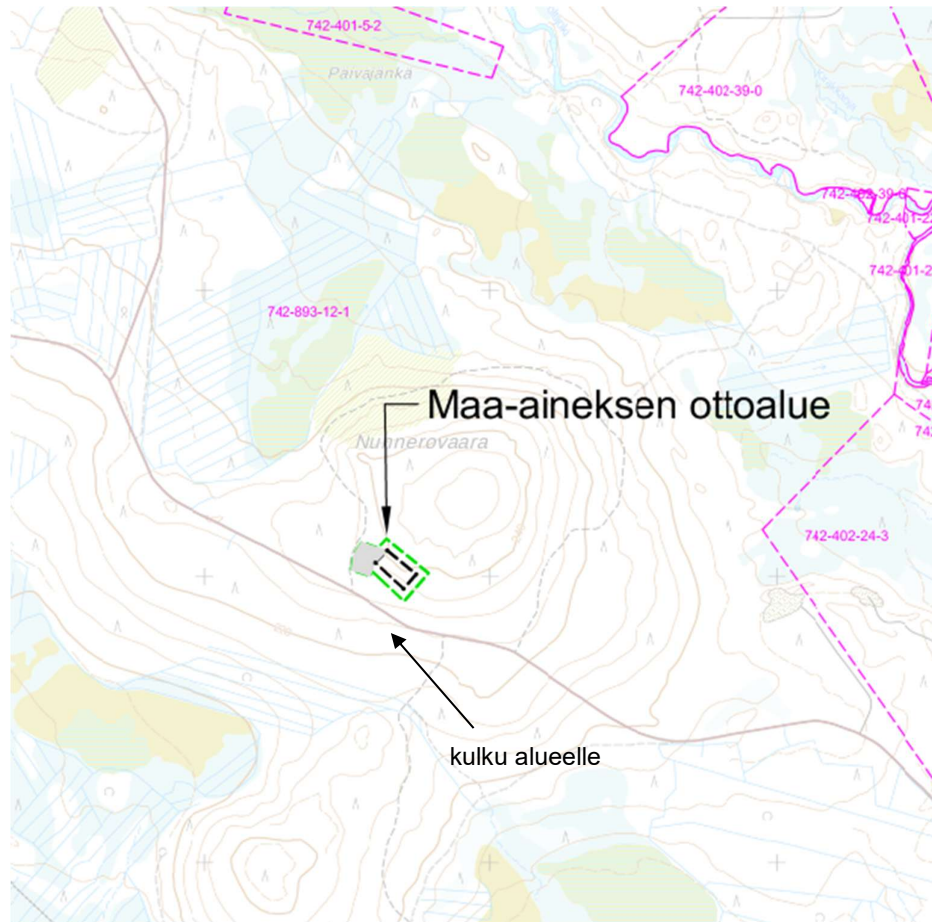 742-401-5-2
Paivajanka
742-402-39-0
742-893-12-1
Maa-aineksen ottoalue
Nunnerovaara
742-402-24-3
kulku alueelle